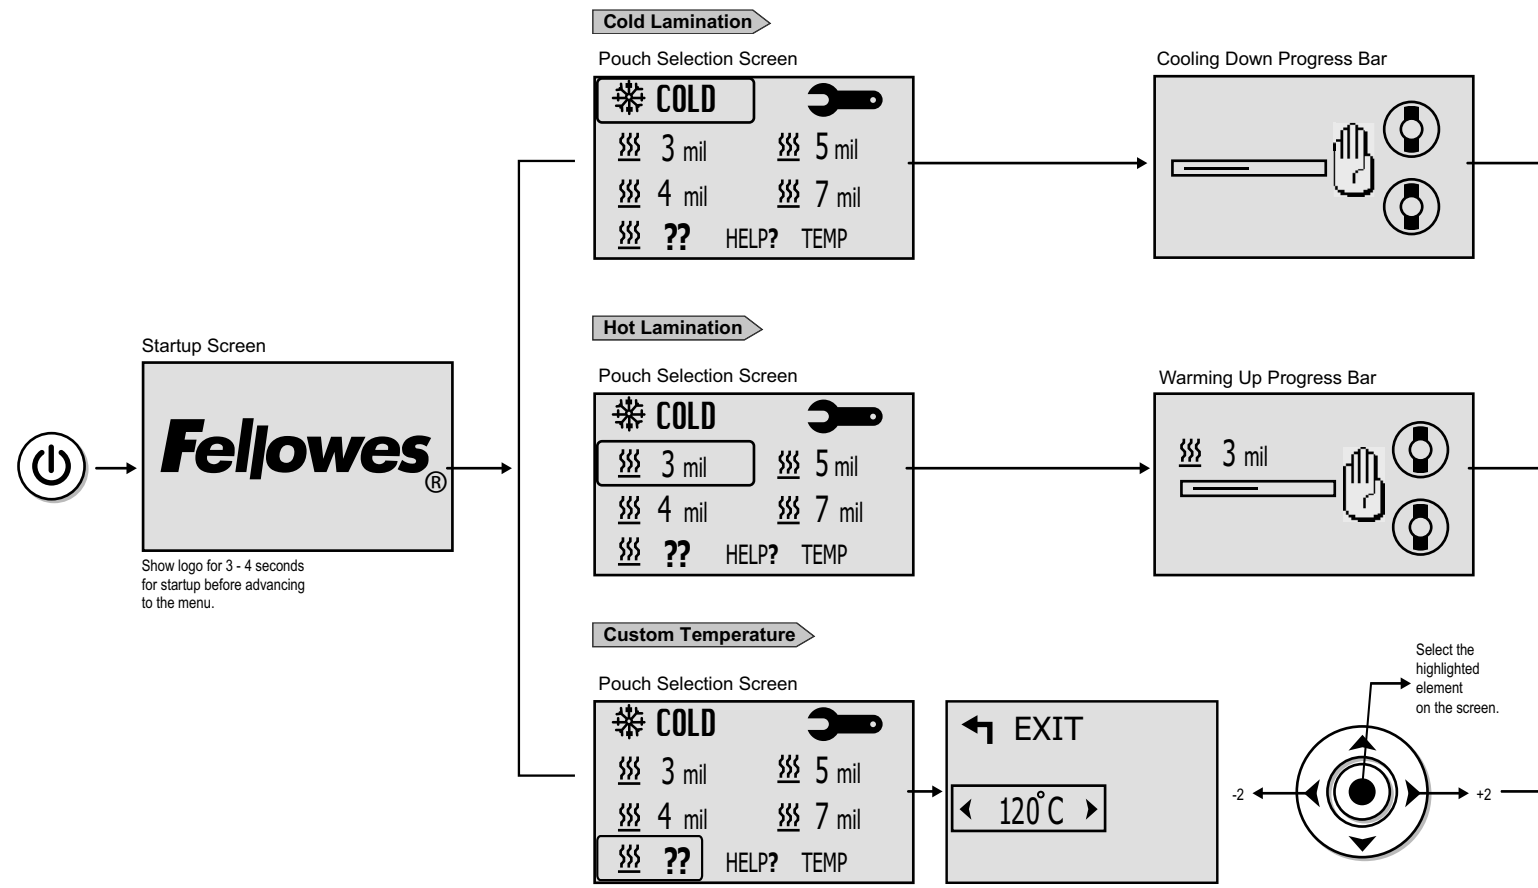 Cold Lamination
Pouch Selection Screen
COLD
3 mil
5 mil
4 mil
7 mil
??
HELP?
TEMP
Cooling Down Progress Bar
Hot Lamination
Pouch Selection Screen
COLD
3 mil
5 mil
4 mil
7 mil
??
HELP?
TEMP
Warming Up Progress Bar
3 mil
Startup Screen
Fellowes®
Show logo for 3 - 4 seconds
for startup before advancing
to the menu.
Custom Temperature
Pouch Selection Screen
COLD
3 mil
5 mil
4 mil
7 mil
??
HELP?
TEMP
EXIT
120°C
Select the
highlighted
element
on the screen.
-2
+2